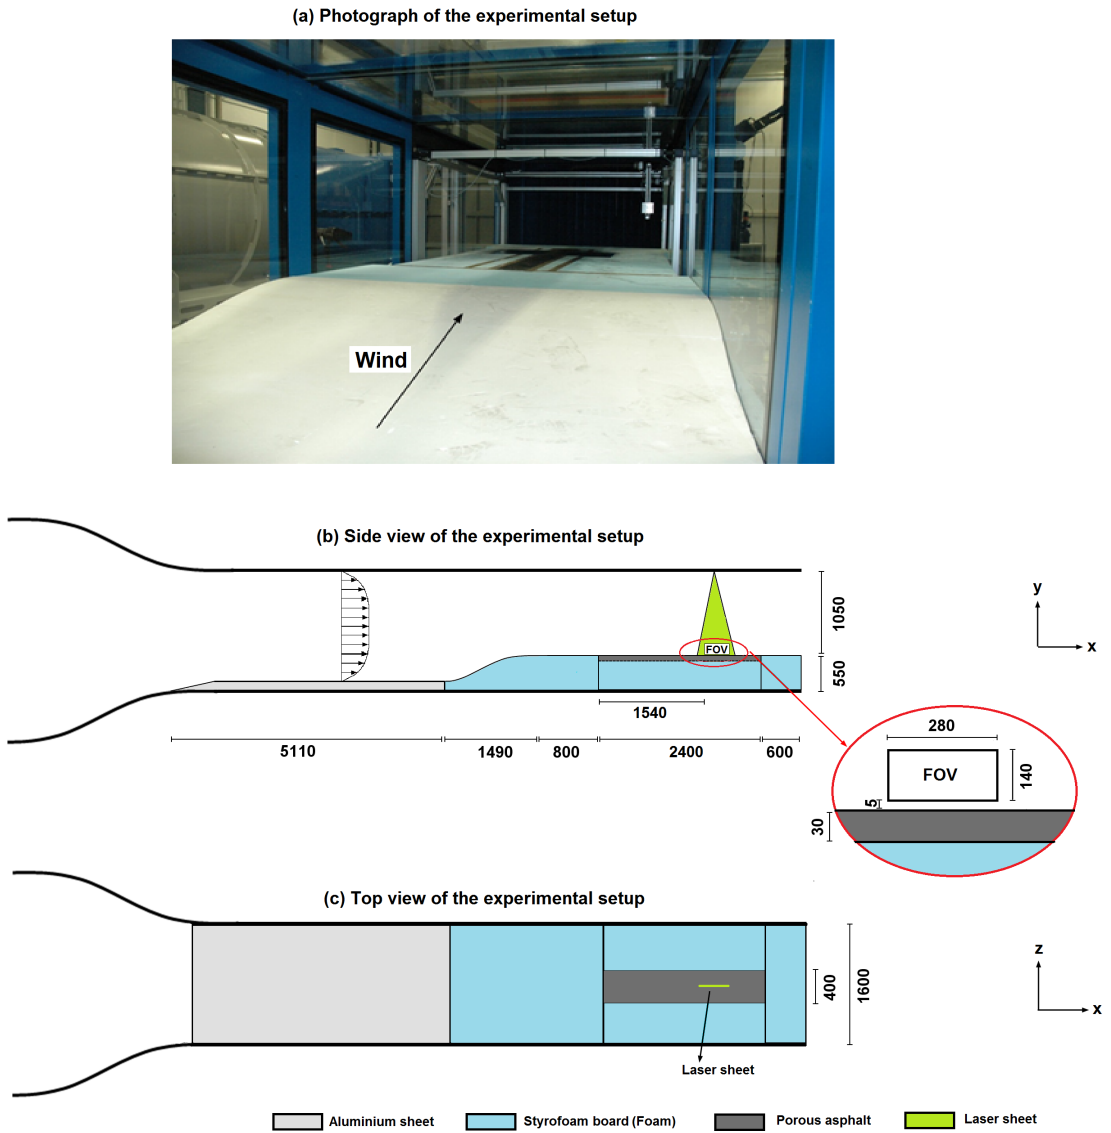 (a) Photograph of the experimental setup
Wind
(b) Side view of the experimental setup
1050
550
y
x
FOV
1540
5110
1490
800
2400
600
280
FOV
140
5
30
(c) Top view of the experimental setup
400
1600
z
x
Laser sheet
Aluminium sheet
Styrofoam board (Foam)
Porous asphalt
Laser sheet